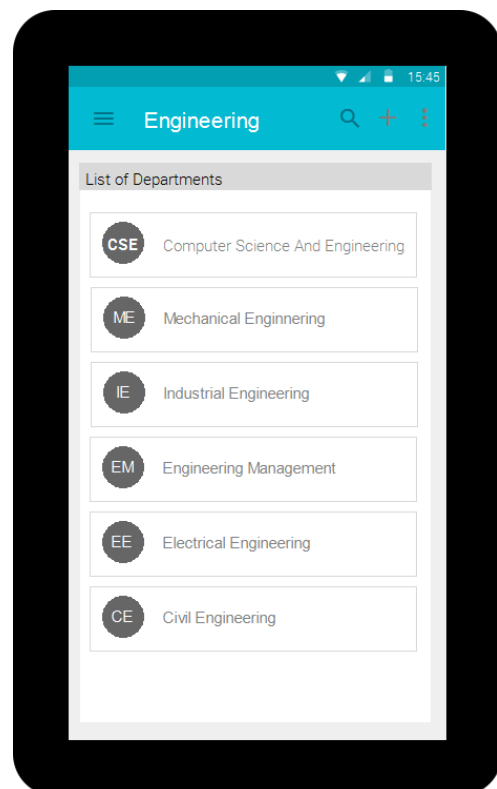 15:45
Engineering
List of Departments
CSE Computer Science And Engineering
ME Mechanical Enginnering
IE Industrial Engineering
EM Engineering Management
EE Electrical Engineering
CE Civil Engineering